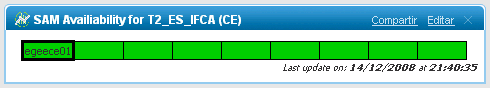 SAM Availiability for T2_ES_IFCA (CE) Compartir Editar
egeece01
Last update on: 14/12/2008 at 21:40:35